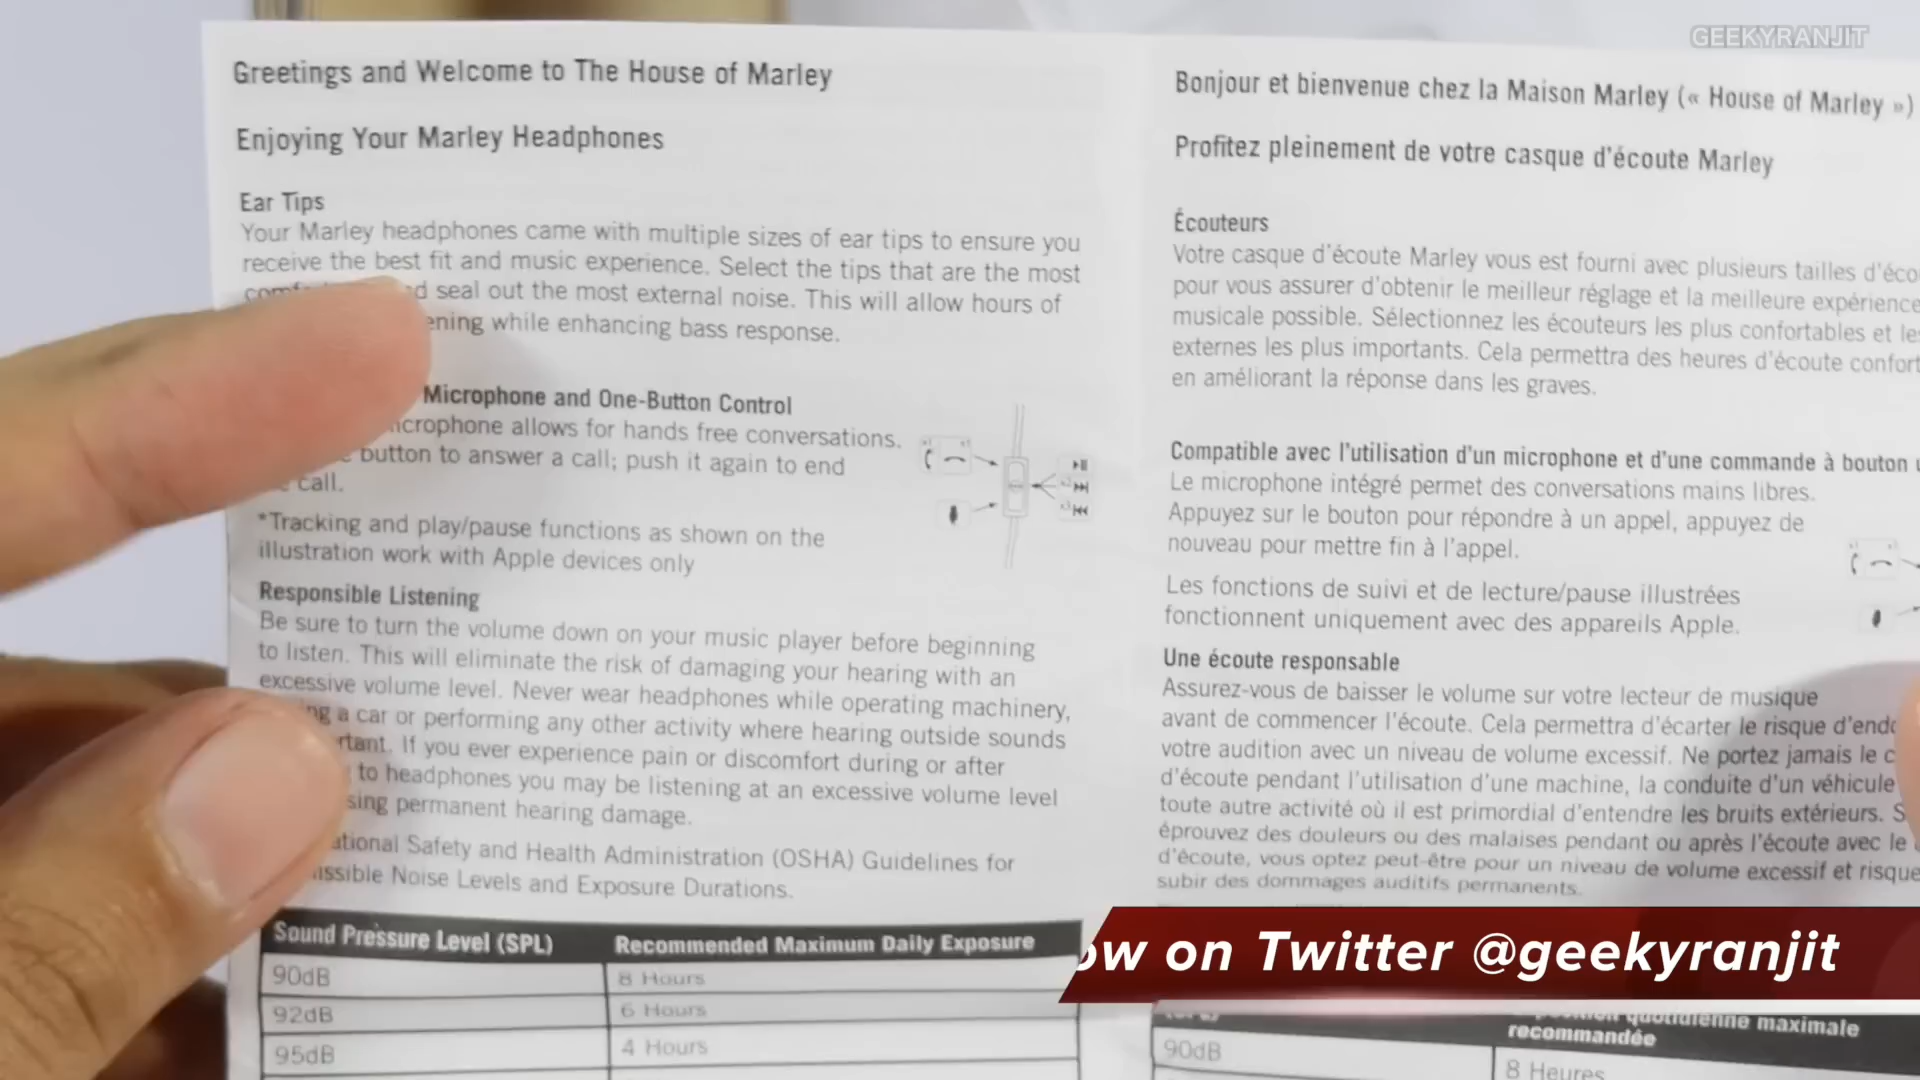 GEEKYRANJIT
Greetings and Welcome to The House of Marley
Enjoying Your Marley Headphones
Ear Tips
Your Marley headphones came with multiple sizes of ear tips to ensure you
receive the best fit and music experience. Select the tips that are the most
seal out the most external noise. This will allow hours of
while enhancing bass response.
Microphone and One-Button Control
allows for hands free conversations.
button to answer a call; push it again to end
call.
*Tracking and play/pause functions as shown on the
illustration work with Apple devices only
Responsible Listening
Be sure to turn the volume down on your music player before beginning
to listen. This will eliminate the risk of damaging your hearing with an
excessive volume level. Never wear headphones while operating machinery,
a car or performing any other activity where hearing outside sounds
If you ever experience pain or discomfort during or after
to headphones you may be listening at an excessive volume level
permanent hearing damage.
Safety and Health Administration (OSHA) Guidelines for
Noise Levels and Exposure Durations.
Sound Pressure Level (SPL) Recommended Maximum Daily Exposure
90dB 8 Hours
92dB 6 Hours
95dB 4 Hours
Bonjour et bienvenue chez la Maison Marley (« House of Marley »)
Profitez pleinement de votre casque d'écoute Marley
Écouteurs
Votre casque d'écoute Marley vous est fourni avec plusieurs tailles
pour vous assurer d'obtenir le meilleur réglage et la meilleure expérience
musicale possible. Sélectionnez les écouteurs les plus confortables et
externes les plus importants. Cela permettra des heures d'écoute
en améliorant la réponse dans les graves.
Compatible avec l'utilisation d'un microphone et d'une commande à bouton
Le microphone intégré permet des conversations mains libres.
Appuyez sur le bouton pour répondre à un appel, appuyez de
nouveau pour mettre fin à l'appel.
Les fonctions de suivi et de lecture/pause illustrées
fonctionnent uniquement avec des appareils Apple.
Une écoute responsable
Assurez-vous de baisser le volume sur votre lecteur de musique
avant de commencer l'écoute. Cela permettra d'écarter le risque
votre audition avec un niveau de volume excessif. Ne portez jamais le
d'écoute pendant l'utilisation d'une machine, la conduite d'un véhicule
toute autre activité où il est primordial d'entendre les bruits extérieurs.
éprouvez des douleurs ou des malaises pendant ou après l'écoute avec le
d'écoute, vous optez peut-être pour un niveau de volume excessif et
subir des dommages auditifs permanents.
on Twitter @geekyranjit
quotidienne maximale
recommandée
90dB 8 Heures